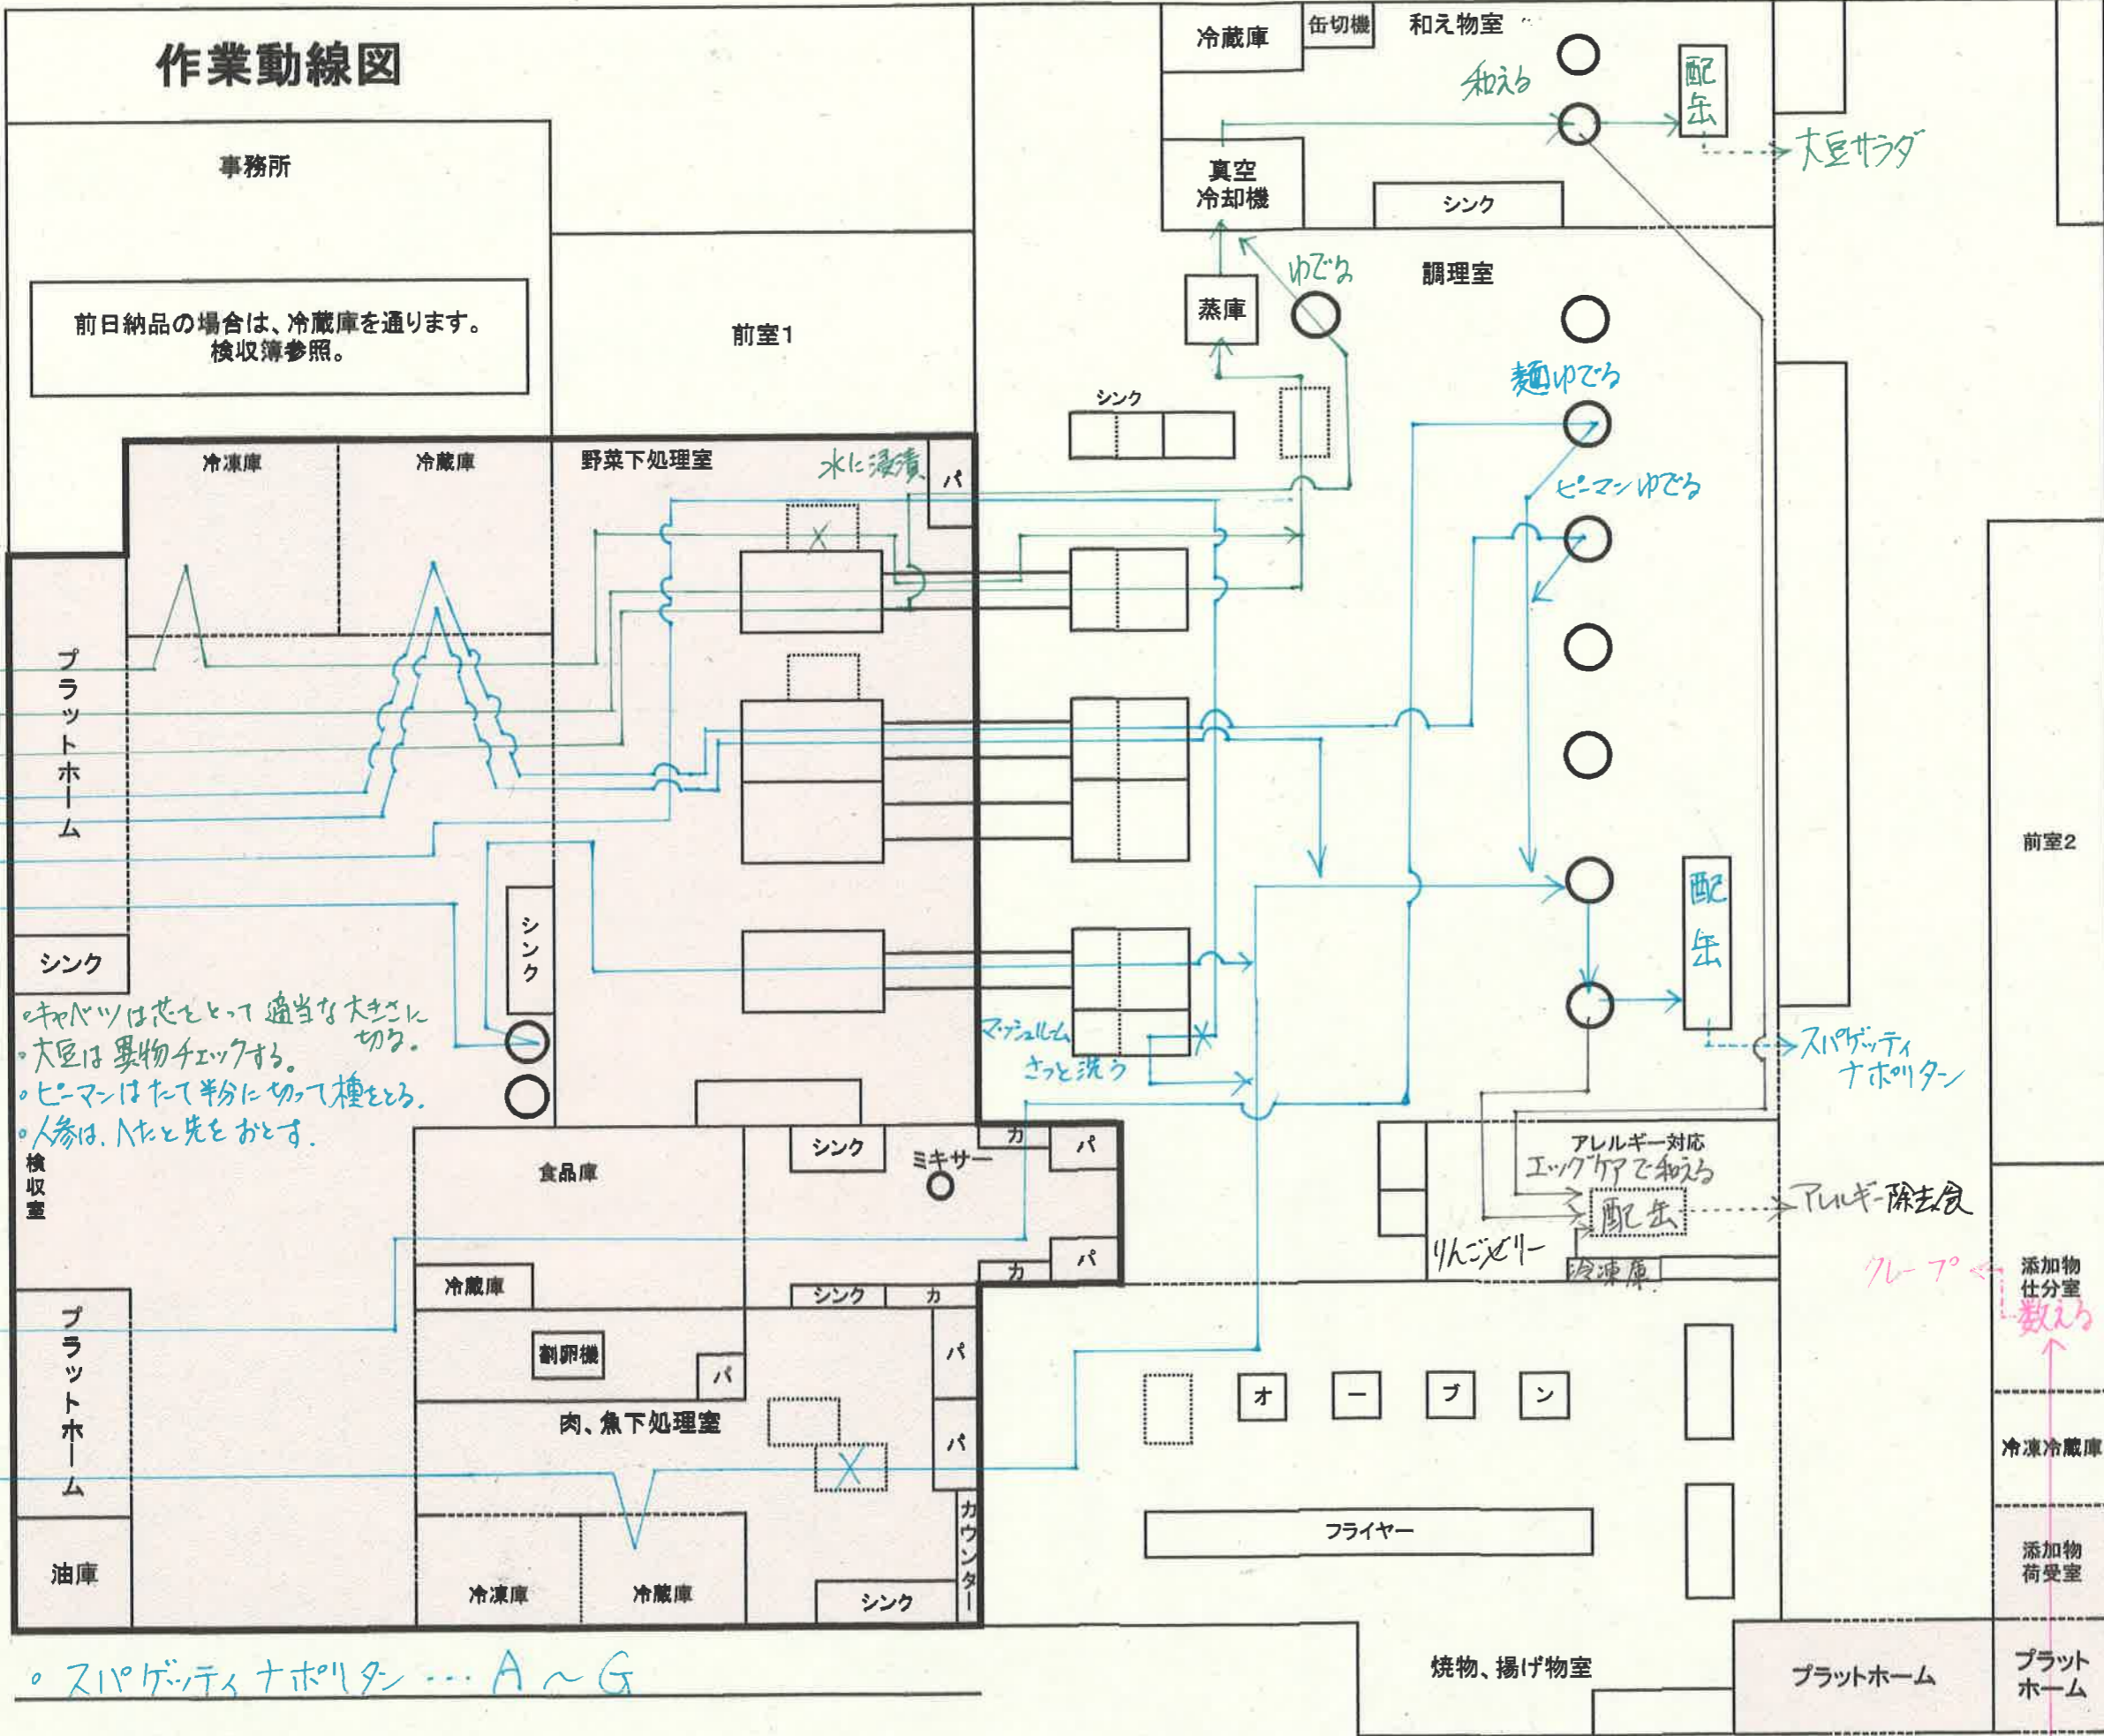 作業動線図
事務所
前日納品の場合は、冷蔵庫を通ります。
検収簿参照。
前室1
冷蔵庫
缶切機
和え物室
和える
配缶
大豆サラダ
真空
冷却機
シンク
調理室
ゆでる
蒸庫
麺ゆでる
シンク
ピーマンゆでる
冷凍庫
冷蔵庫
野菜下処理室
水に浸漬
パ
プラットホーム
シンク
シンク
・キャベツは芯をとって適当な大きさに
切る。
・大豆は異物チェックする。
・ピーマンはたて半分に切って種をとる。
・人参は、へたと先をおとす。
検収室
マッシュルーム
さっと洗う
配缶
スパゲッティ
ナポリタン
前室2
食品庫
シンク
ミキサー
カ
パ
冷蔵庫
シンク
カ
カ
パ
アレルギー対応
エッグケアで和える
配缶
アレルギー除去食
りんごゼリー
冷凍庫
クレープ
添加物
仕分室
数える
プラットホーム
割卵機
パ
パ
肉、魚下処理室
パ
オーブン
冷凍冷蔵庫
油庫
冷凍庫
冷蔵庫
シンク
カウンター
フライヤー
添加物
荷受室
焼物、揚げ物室
プラットホーム
プラット
ホーム
・スパゲッティナポリタン…A～G